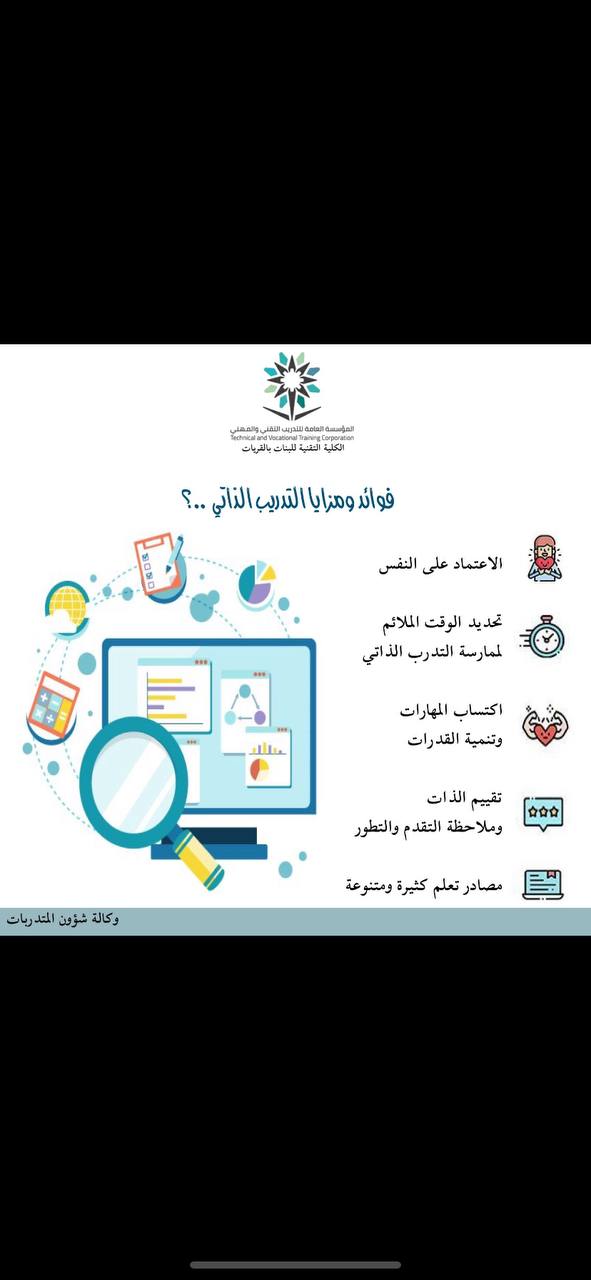 المؤسسة العامة للتدريب التقني والمهني
Technical and Vocational Training Corporation
الكلية التقنية للبنات بالقريات
فوائد ومزايا التدريب الذاتي ..؟
الاعتماد على النفس
تحديد الوقت الملائم
لممارسة التدرب الذاتي
اكتساب المهارات
وتنمية القدرات
تقييم الذات
وملاحظة التقدم والتطور
مصادر تعلم كثيرة ومتنوعة
وكالة شؤون المتدربات